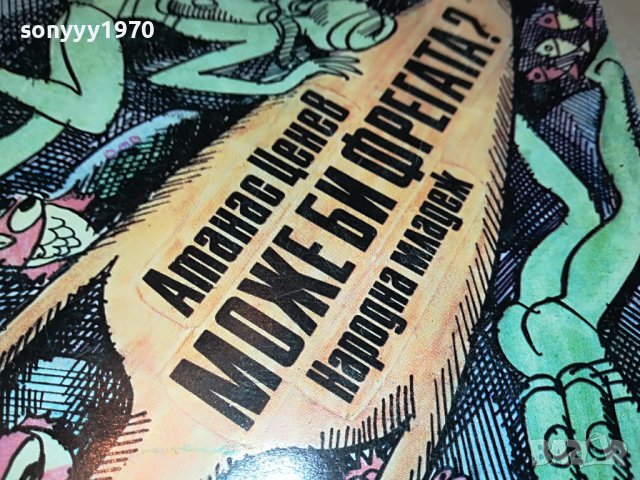 sonyyy1970
Атанас Ценев
МОЖЕ БИ ФРЕГАТА?
Народна младеж